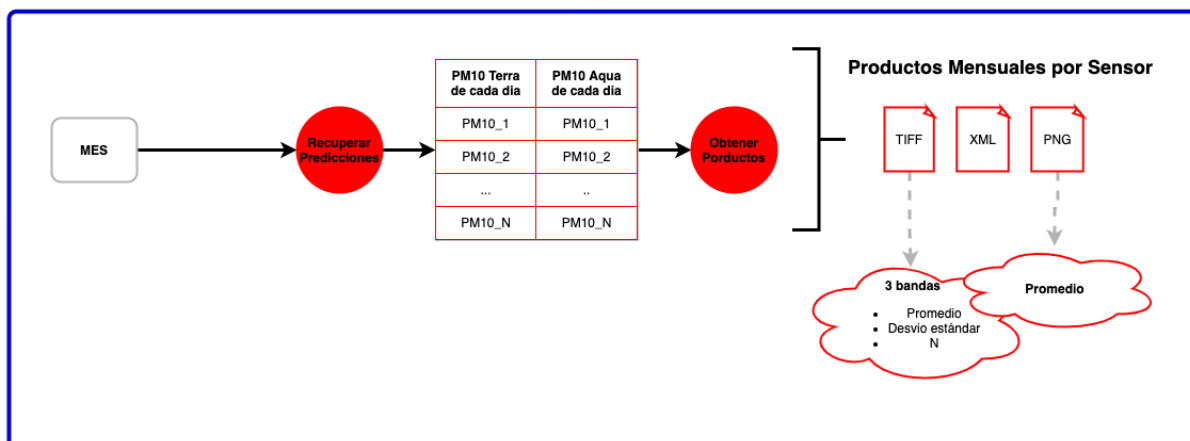 MES
Recuperar
Predicciones
PM10 Terra
de cada dia
PM10 Aqua
de cada dia
PM10_1
PM10_1
PM10_2
PM10_2
...
..
PM10_N
PM10_N
Obtener
Porductos
Productos Mensuales por Sensor
TIFF
XML
PNG
3 bandas
• Promedio
• Desvio estándar
• N
Promedio